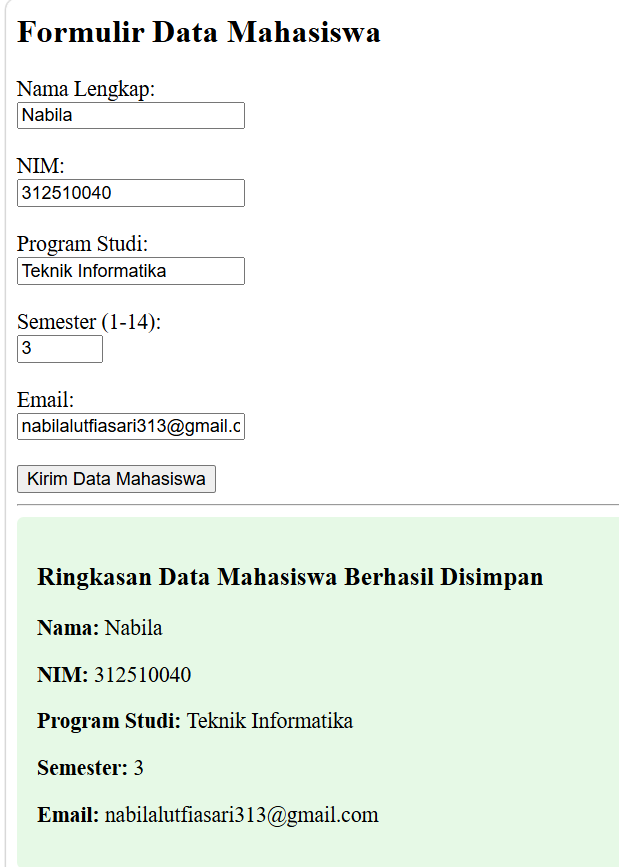 Formulir Data Mahasiswa
Nama Lengkap:
Nabila
NIM:
312510040
Program Studi:
Teknik Informatika
Semester (1-14):
3
Email:
nabilalutfiasari313@gmail.c
Kirim Data Mahasiswa
Ringkasan Data Mahasiswa Berhasil Disimpan
Nama: Nabila
NIM: 312510040
Program Studi: Teknik Informatika
Semester: 3
Email: nabilalutfiasari313@gmail.com